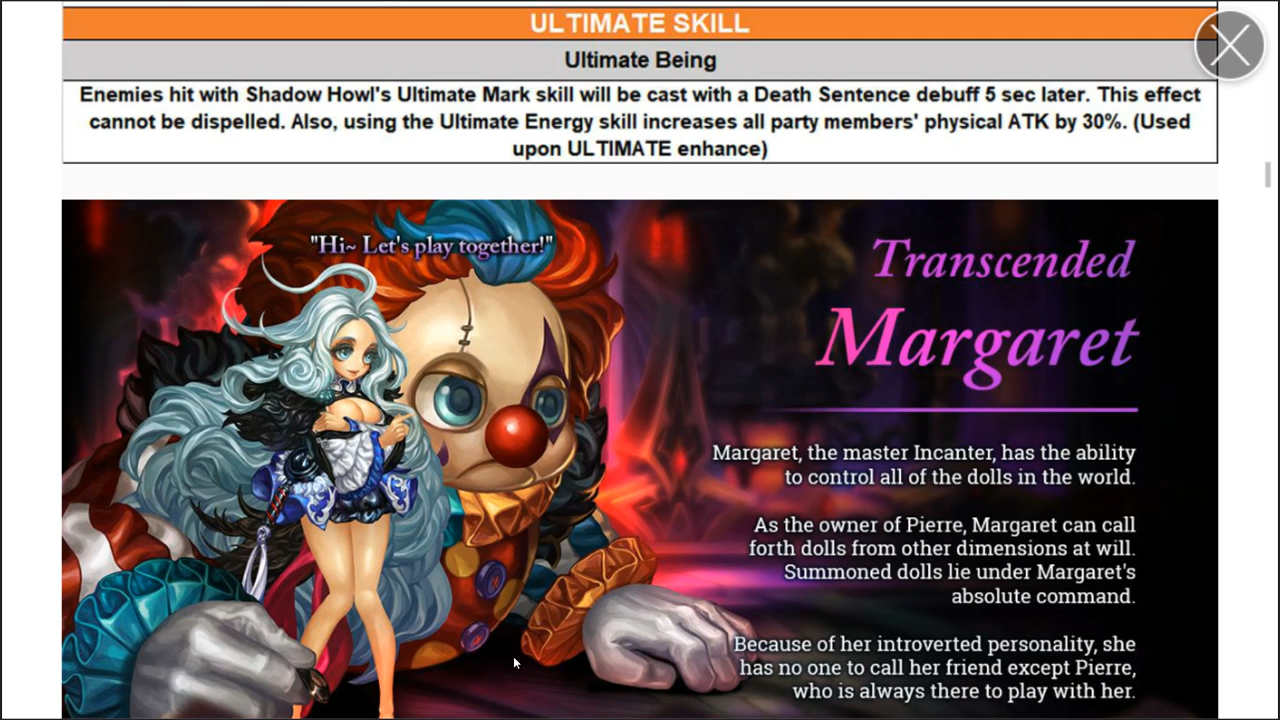 ULTIMATE SKILL
Ultimate Being
Enemies hit with Shadow Howl's Ultimate Mark skill will be cast with a Death Sentence debuff 5 sec later. This effect
cannot be dispelled. Also, using the Ultimate Energy skill increases all party members' physical ATK by 30%. (Used
upon ULTIMATE enhance)
"Hi~ Let's play together!"
Transcended
Margaret
Margaret, the master Incanter, has the ability
to control all of the dolls in the world.
As the owner of Pierre, Margaret can call
forth dolls from other dimensions at will.
Summoned dolls lie under Margaret's
absolute command.
Because of her introverted personality, she
has no one to call her friend except Pierre,
who is always there to play with her.